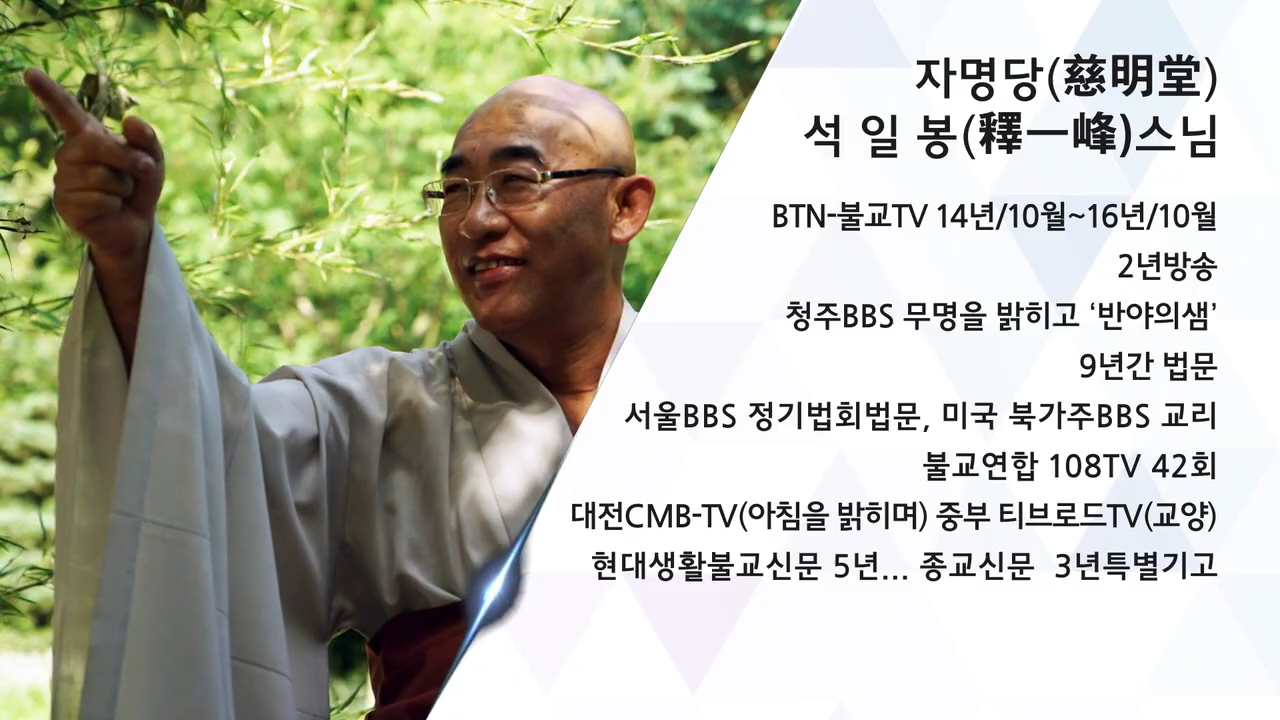 자명당(慈明堂)
석 일 봉(釋一峰)스님
BTN-불교TV 14년/10월~16년/10월
2년방송
청주BBS 무명을 밝히고 ‘반야의샘’
9년간 법문
서울BBS 정기법회법문, 미국 북가주BBS 교리
불교연합 108TV 42회
대전CMB-TV(아침을 밝히며) 중부 티브로드TV(교양)
현대생활불교신문 5년... 종교신문 3년특별기고